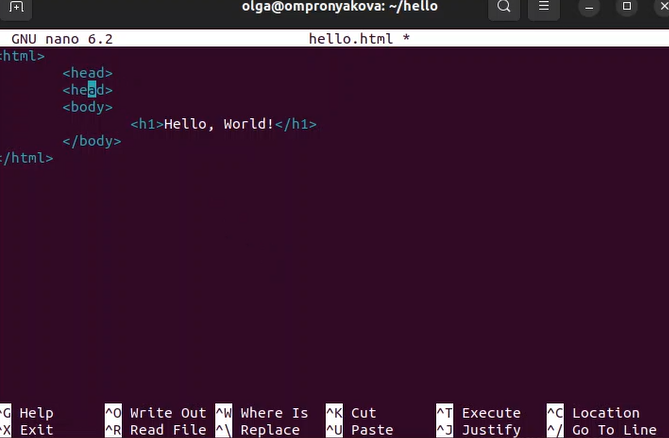 olga@ompronyakova: ~/hello
GNU nano 6.2 hello.html *
<html>
<head>
<head>
<body>
<h1>Hello, World!</h1>
</body>
</html>
^G Help ^O Write Out ^W Where Is ^K Cut ^T Execute ^C Location
^X Exit ^R Read File ^\ Replace ^U Paste ^J Justify ^/ Go To Line